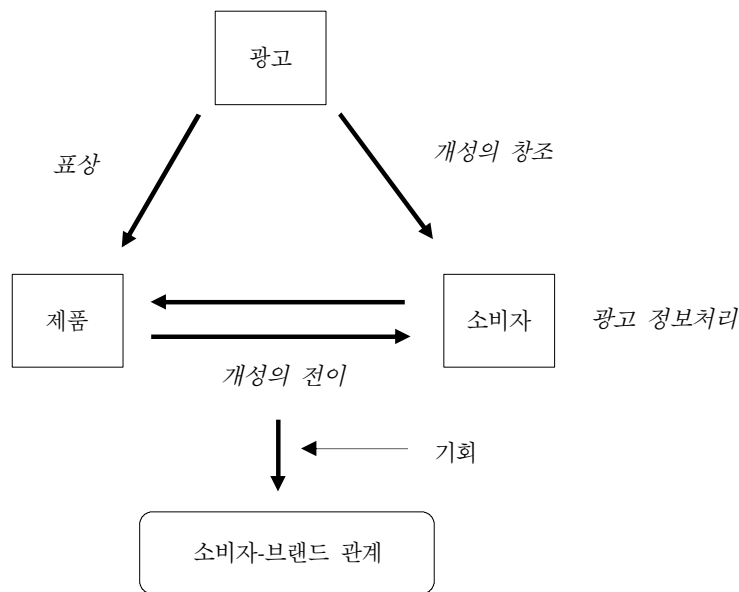 광고
표상
개성의 창조
제품
소비자
광고 정보처리
개성의 전이
기회
소비자-브랜드 관계